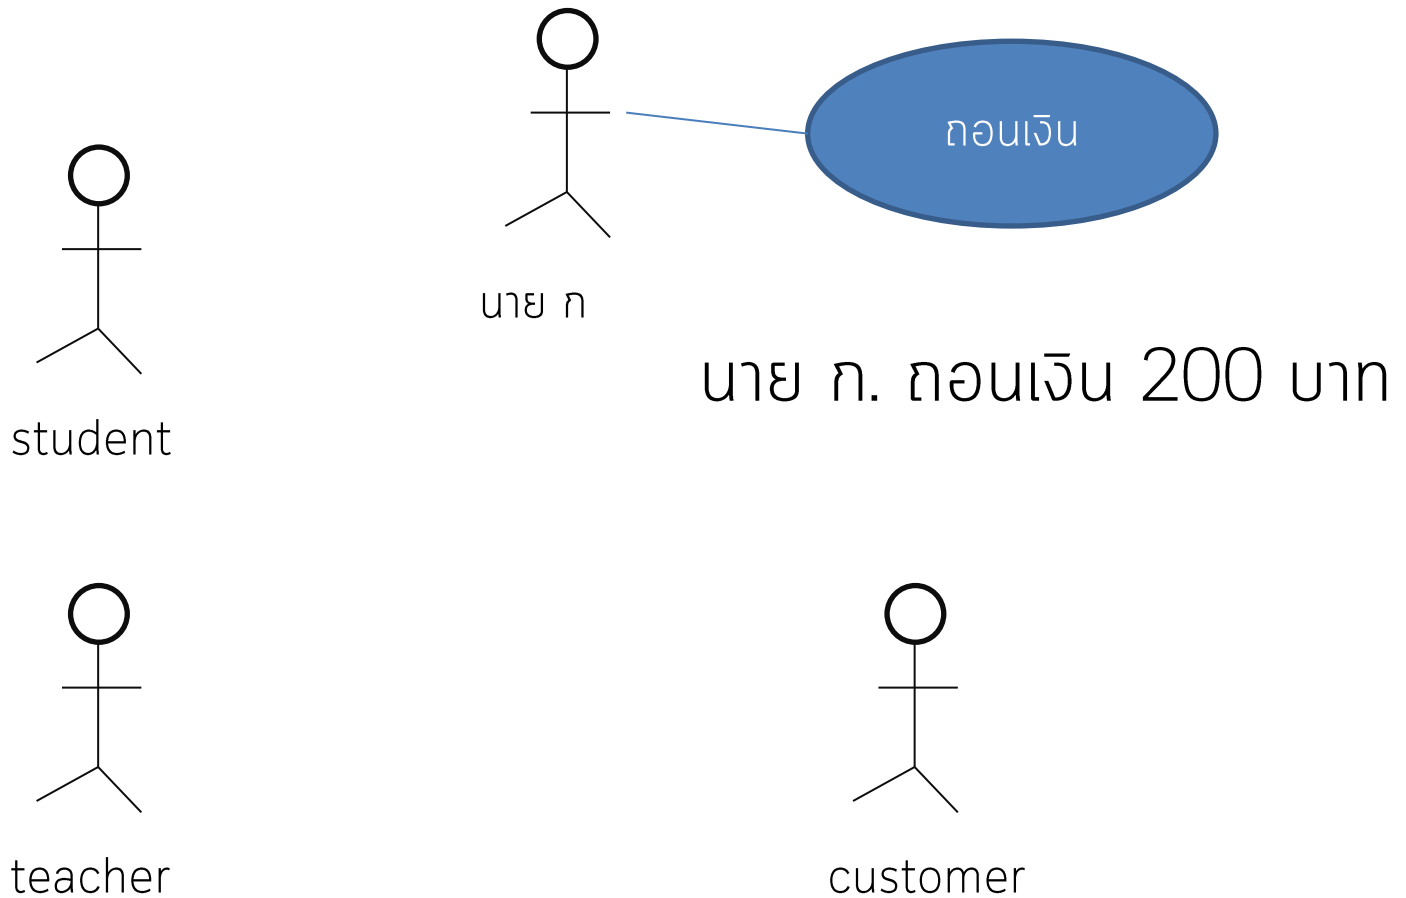 ถอนเงิน
นาย ก
นาย ก. ถอนเงิน 200 บาท
student
teacher
customer